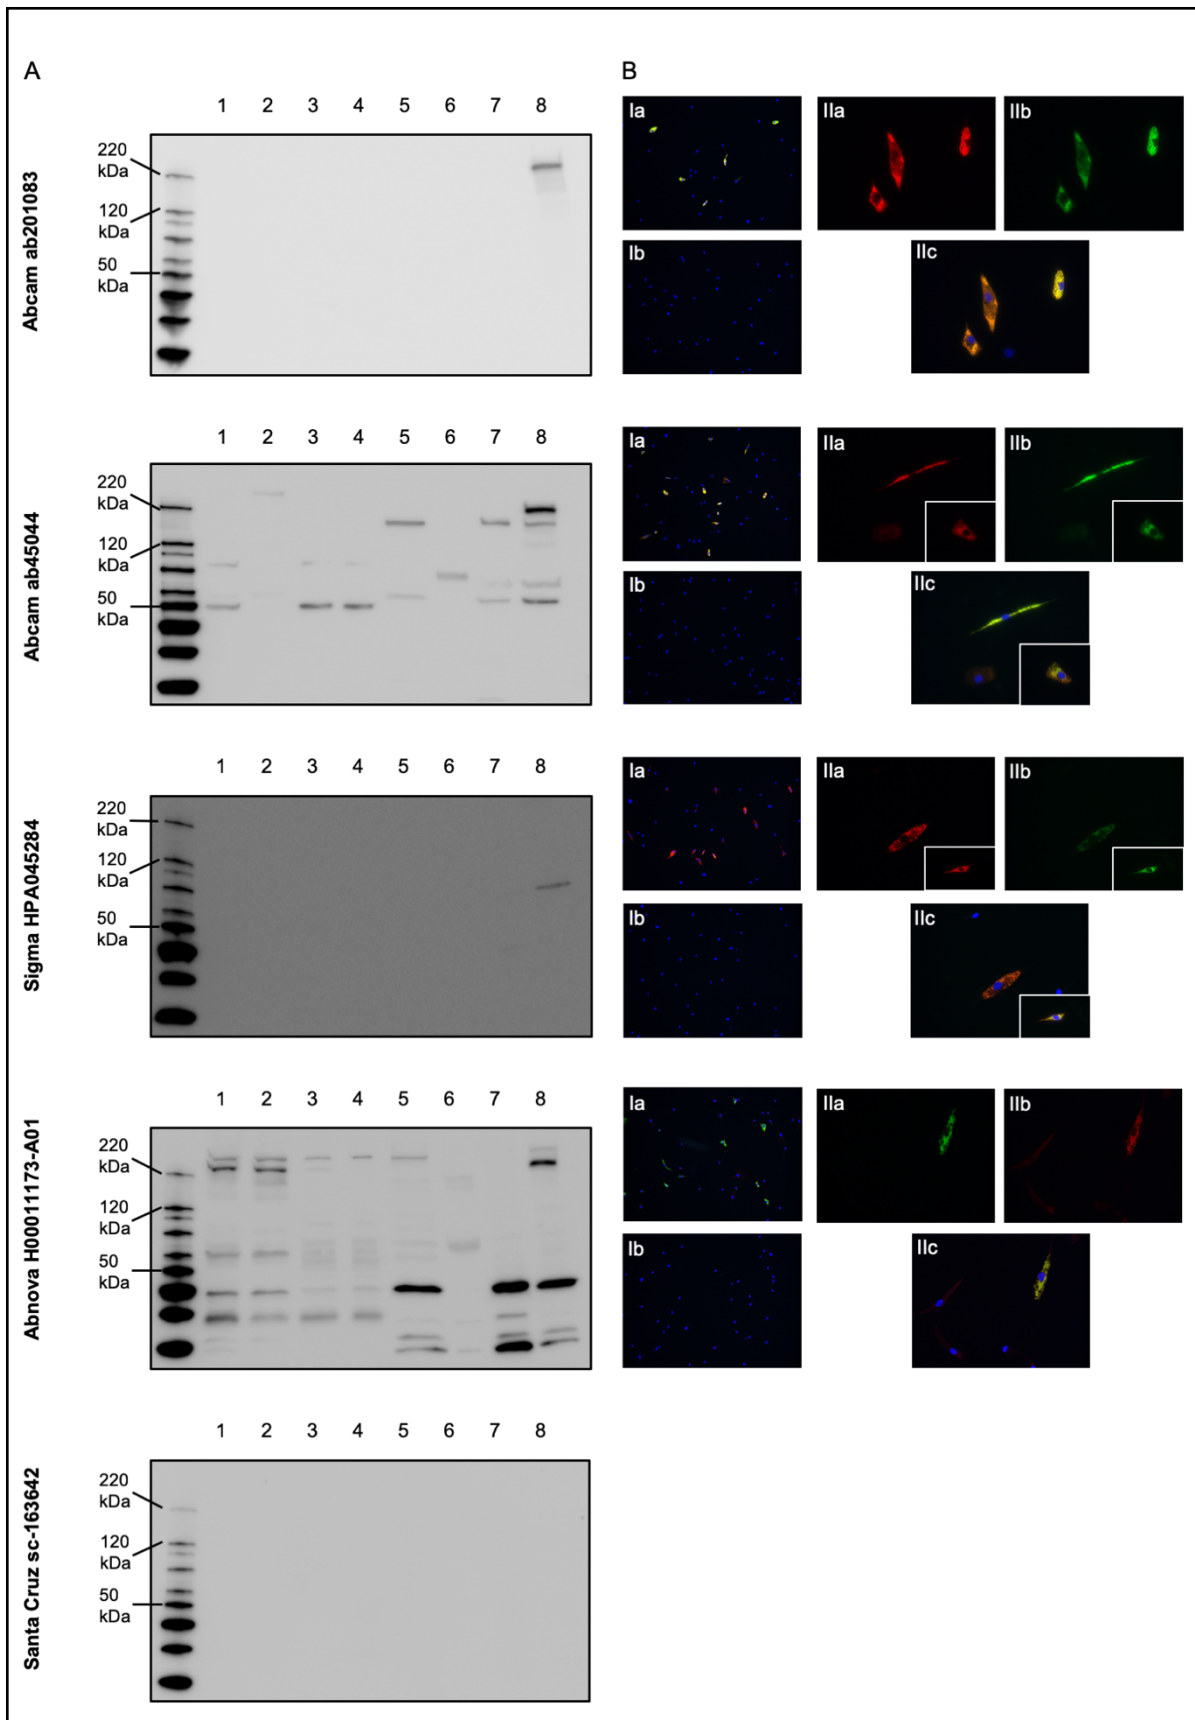 A
B
Abcam ab201083
1 2 3 4 5 6 7 8
220
kDa
120
kDa
50
kDa
Ia
IIa
IIb
Ib
IIc
Abcam ab45044
1 2 3 4 5 6 7 8
220
kDa
120
kDa
50
kDa
Ia
IIa
IIb
Ib
IIc
Sigma HPA045284
1 2 3 4 5 6 7 8
220
kDa
120
kDa
50
kDa
Ia
IIa
IIb
Ib
IIc
Abnova H00011173-A01
1 2 3 4 5 6 7 8
220
kDa
120
kDa
50
kDa
Ia
IIa
IIb
Ib
IIc
Santa Cruz sc-163642
1 2 3 4 5 6 7 8
220
kDa
120
kDa
50
kDa